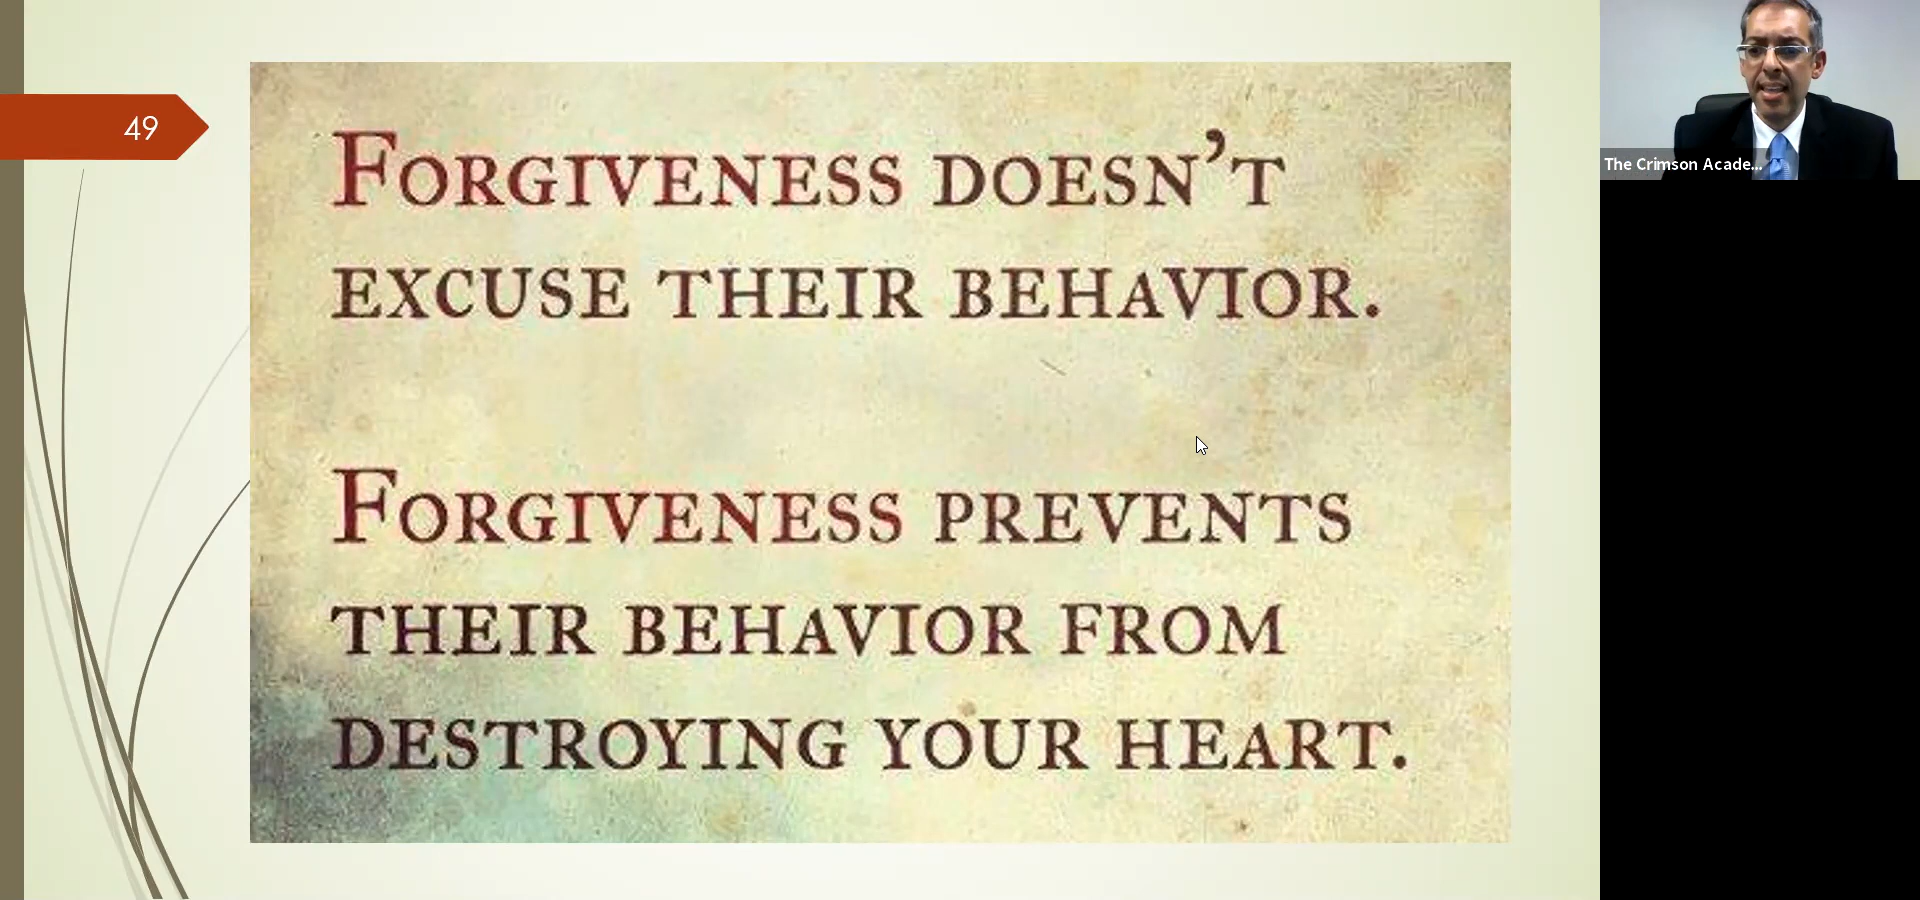 49
Forgiveness doesn't
excuse their behavior.
Forgiveness prevents
their behavior from
destroying your heart.
The Crimson Acade...